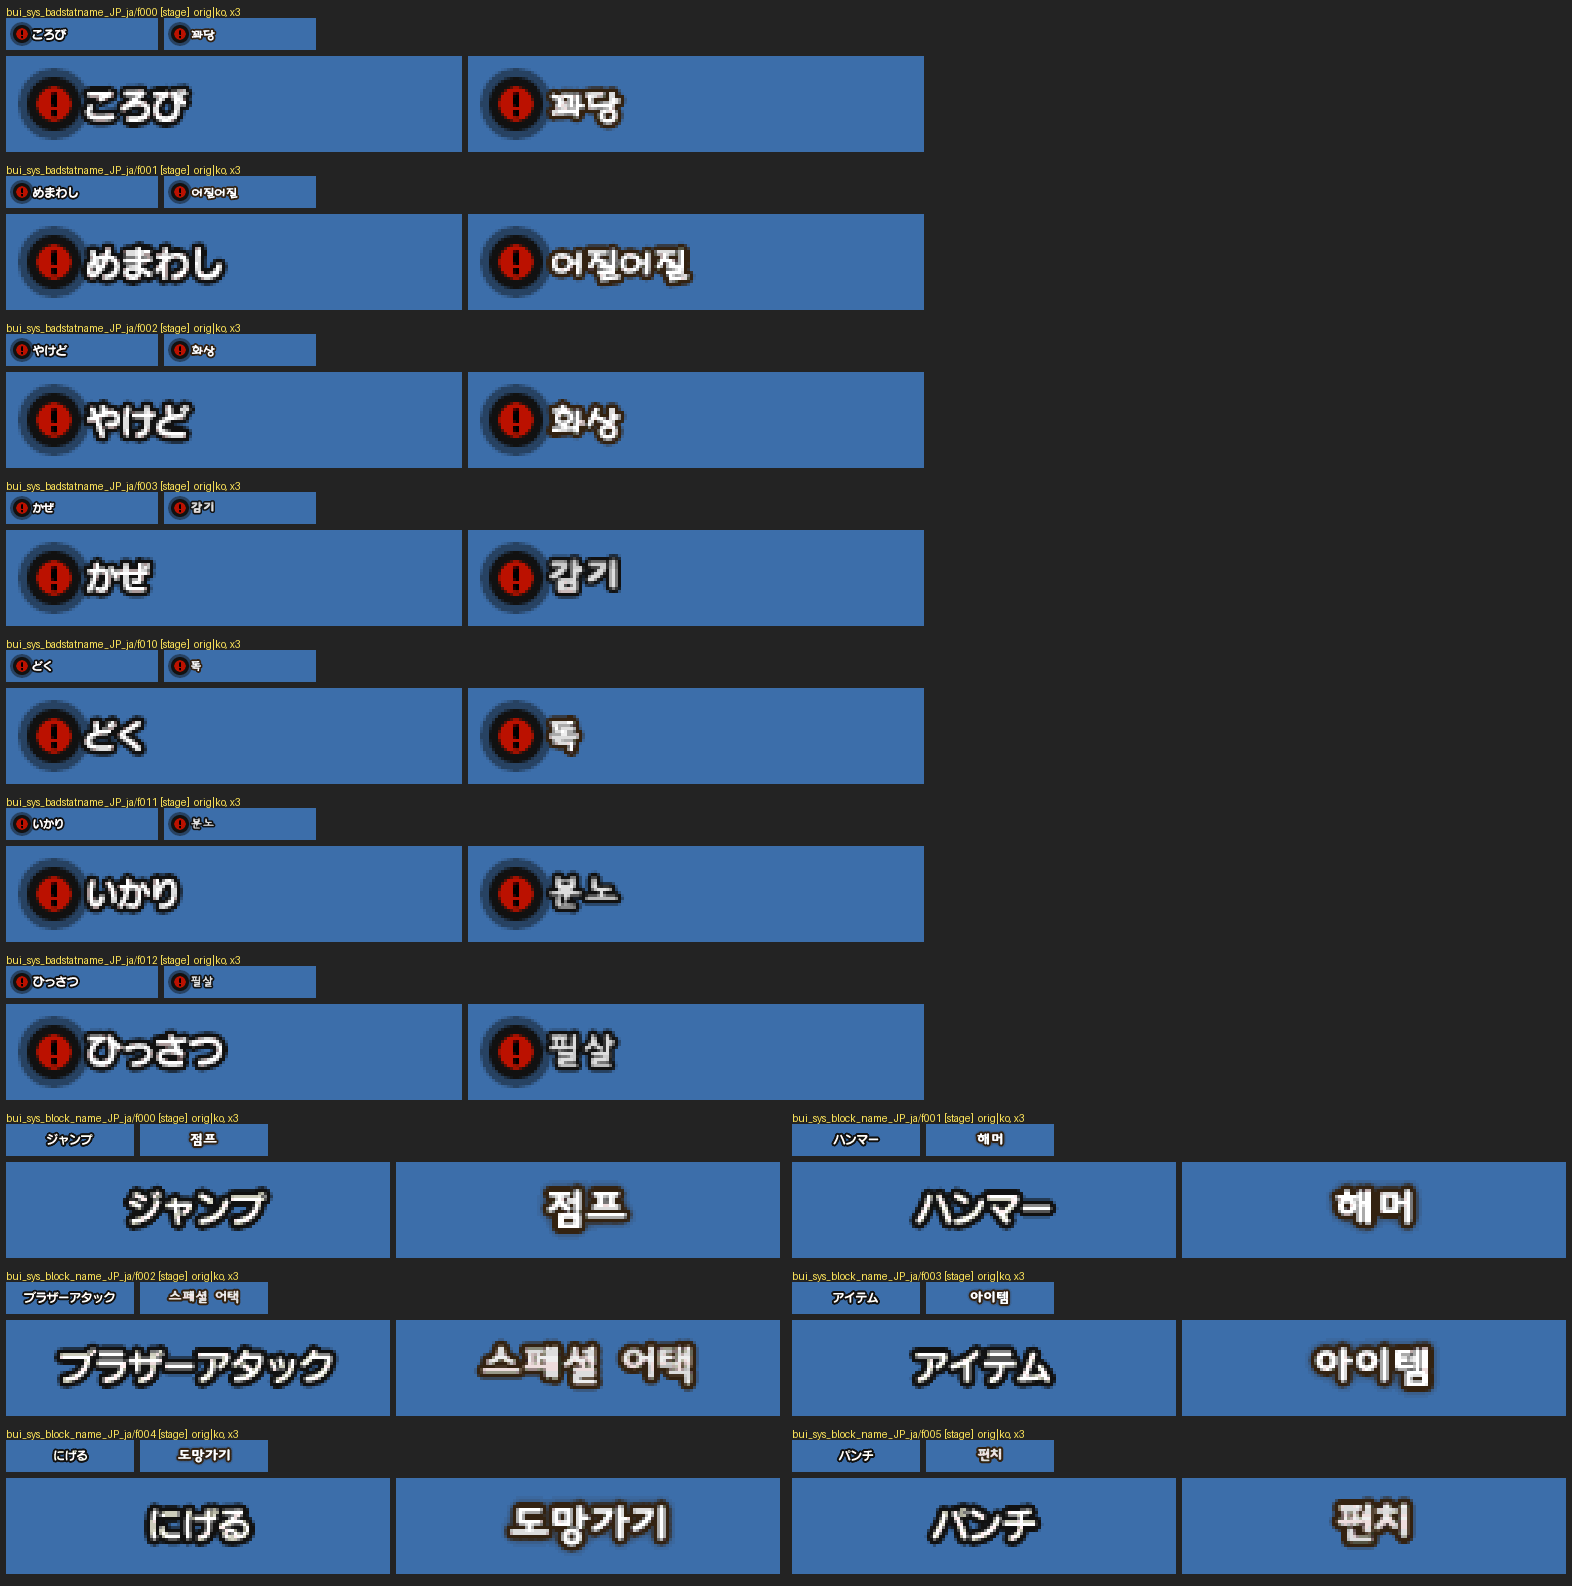 bui_sys_badstatname_JP_ja/f000 [stage] orig|ko, x3
ころび 꽈당
ころび 꽈당
bui_sys_badstatname_JP_ja/f001 [stage] orig|ko, x3
めまわし 어질어질
めまわし 어질어질
bui_sys_badstatname_JP_ja/f002 [stage] orig|ko, x3
やけど 화상
やけど 화상
bui_sys_badstatname_JP_ja/f003 [stage] orig|ko, x3
かぜ 감기
かぜ 감기
bui_sys_badstatname_JP_ja/f010 [stage] orig|ko, x3
どく 독
どく 독
bui_sys_badstatname_JP_ja/f011 [stage] orig|ko, x3
いかり 분노
いかり 분노
bui_sys_badstatname_JP_ja/f012 [stage] orig|ko, x3
ひっさつ 필살
ひっさつ 필살
bui_sys_block_name_JP_ja/f000 [stage] orig|ko, x3
ジャンプ 점프
ジャンプ 점프
bui_sys_block_name_JP_ja/f001 [stage] orig|ko, x3
ハンマー 해머
ハンマー 해머
bui_sys_block_name_JP_ja/f002 [stage] orig|ko, x3
ブラザーアタック 스페셜 어택
ブラザーアタック 스페셜 어택
bui_sys_block_name_JP_ja/f003 [stage] orig|ko, x3
アイテム 아이템
アイテム 아이템
bui_sys_block_name_JP_ja/f004 [stage] orig|ko, x3
にげる 도망가기
にげる 도망가기
bui_sys_block_name_JP_ja/f005 [stage] orig|ko, x3
パンチ 펀치
パンチ 펀치